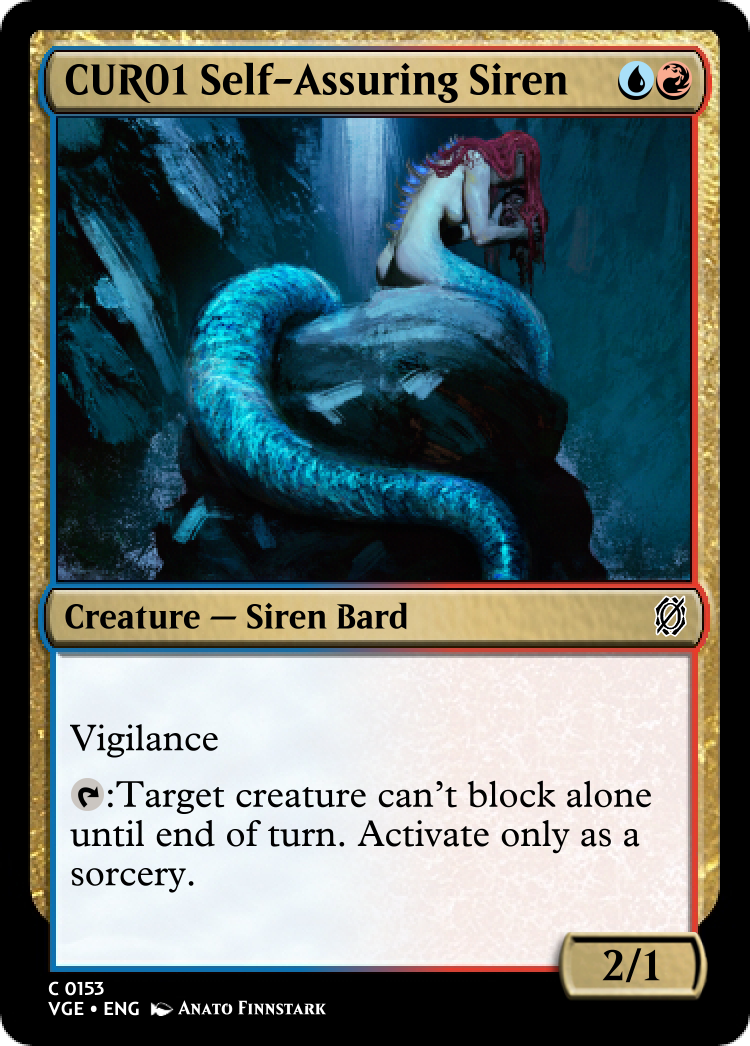 CUR01 Self-Assuring Siren
Creature — Siren Bard
Vigilance
:Target creature can't block alone
until end of turn. Activate only as a
sorcery.
2/1
C 0153
VGE • ENG Anato Finnstark